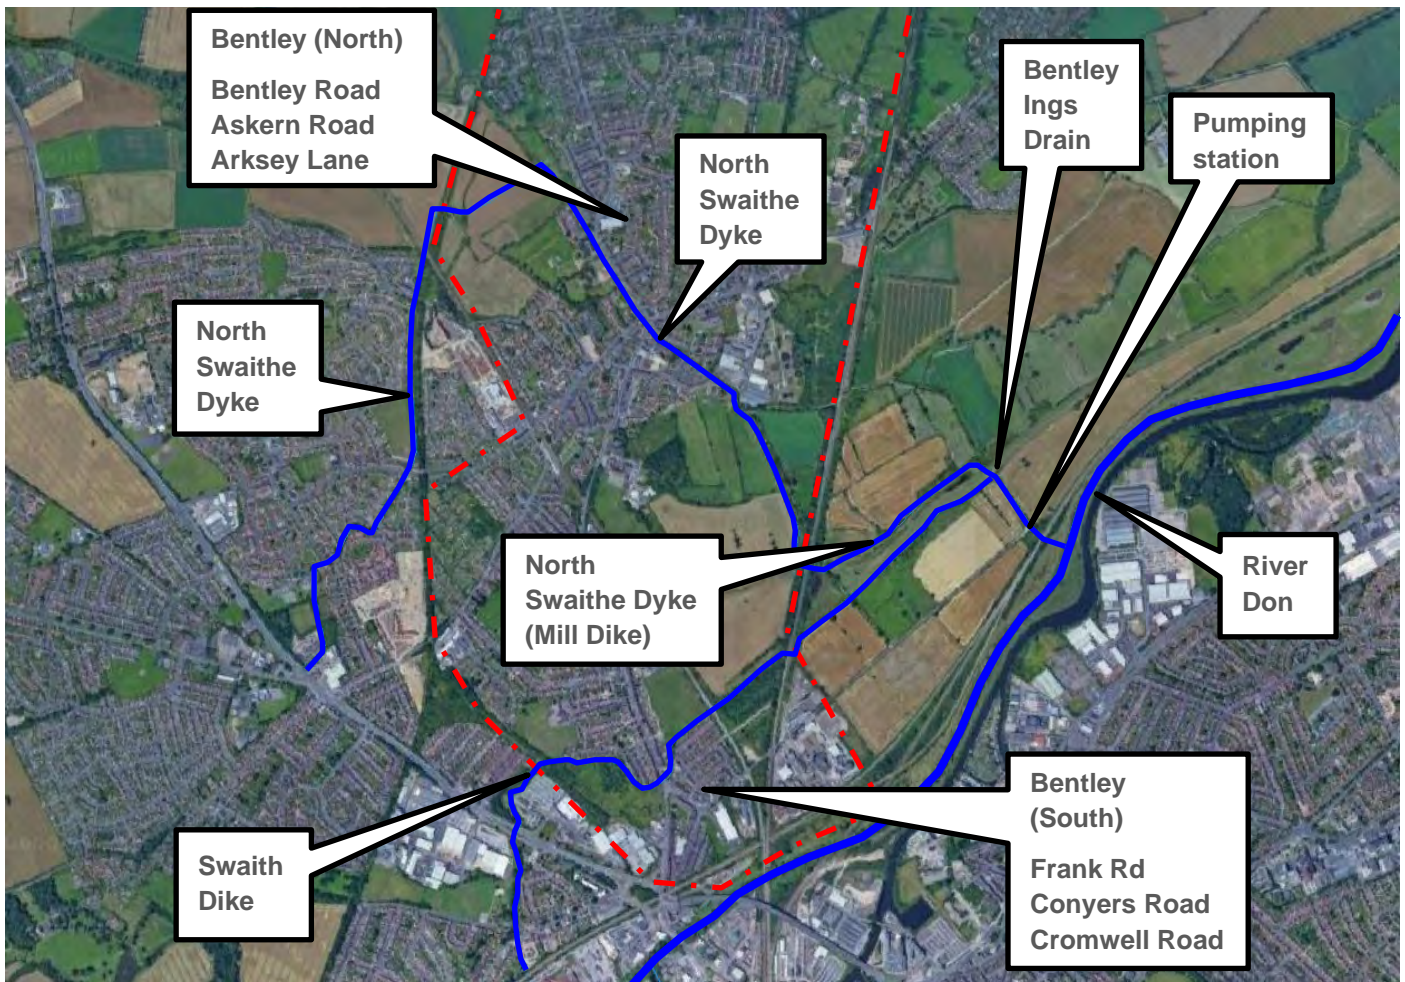 Bentley (North)
Bentley Road
Askern Road
Arksey Lane
North
Swaithe
Dyke
Bentley
Ings
Drain
Pumping
station
North
Swaithe
Dyke
North
Swaithe Dyke
(Mill Dike)
River
Don
Swaith
Dike
Bentley
(South)
Frank Rd
Conyers Road
Cromwell Road